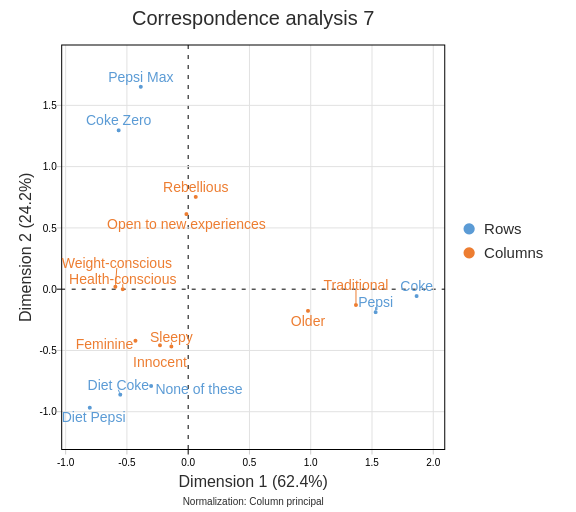 Correspondence analysis 7
Pepsi Max
1.5
Coke Zero
1.0
Rebellious
Open to new experiences
0.5
Rows
Columns
Weight-conscious
Health-conscious
Traditional
Coke
0.0
Pepsi
Older
Sleepy
Feminine
-0.5
Innocent
Diet Coke
None of these
-1.0
Diet Pepsi
-1.0 -0.5 0.0 0.5 1.0 1.5 2.0
Dimension 2 (24.2%)
Dimension 1 (62.4%)
Normalization: Column principal